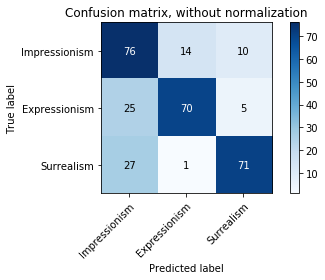 Confusion matrix, without normalization
True label
Impressionism
Expressionism
Surrealism
76 14 10
25 70 5
27 1 71
Impressionism
Expressionism
Surrealism
Predicted label
70
60
50
40
30
20
10